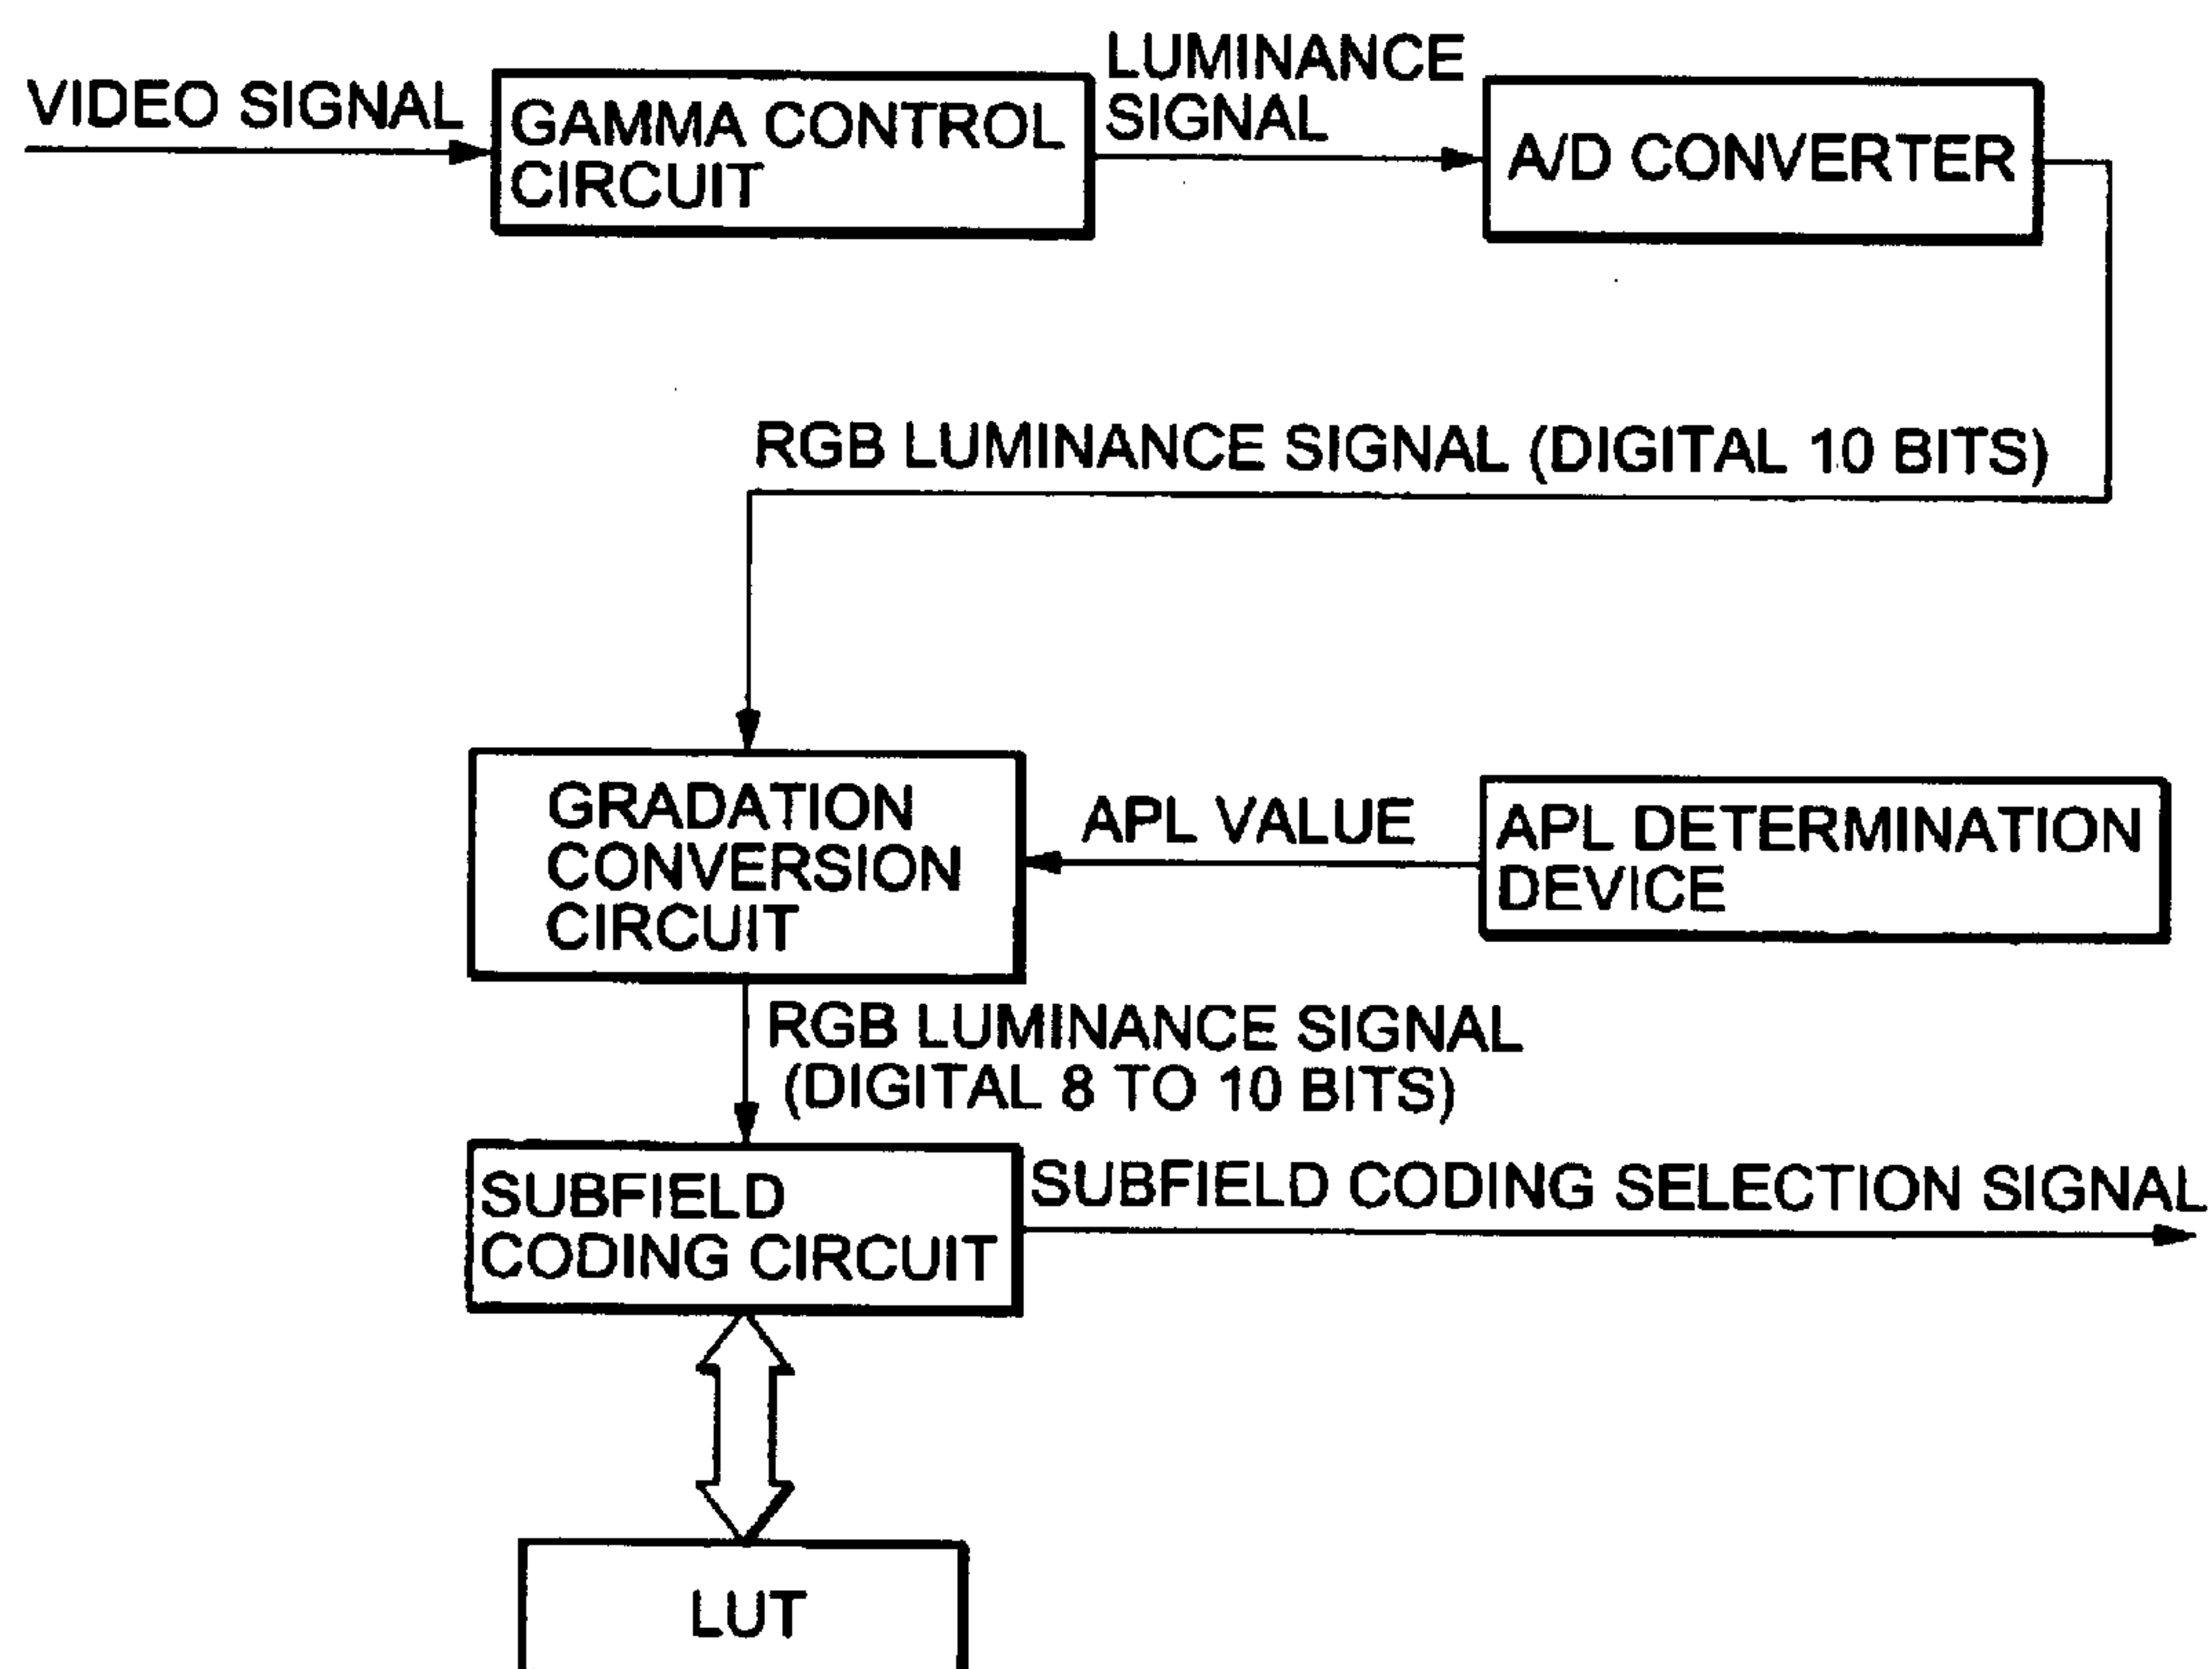 VIDEO SIGNAL
GAMMA CONTROL
CIRCUIT
LUMINANCE
SIGNAL
A/D CONVERTER
RGB LUMINANCE SIGNAL (DIGITAL 10 BITS)
GRADATION
CONVERSION
CIRCUIT
APL VALUE
APL DETERMINATION
DEVICE
RGB LUMINANCE SIGNAL
(DIGITAL 8 TO 10 BITS)
SUBFIELD
CODING CIRCUIT
SUBFIELD CODING SELECTION SIGNAL
LUT